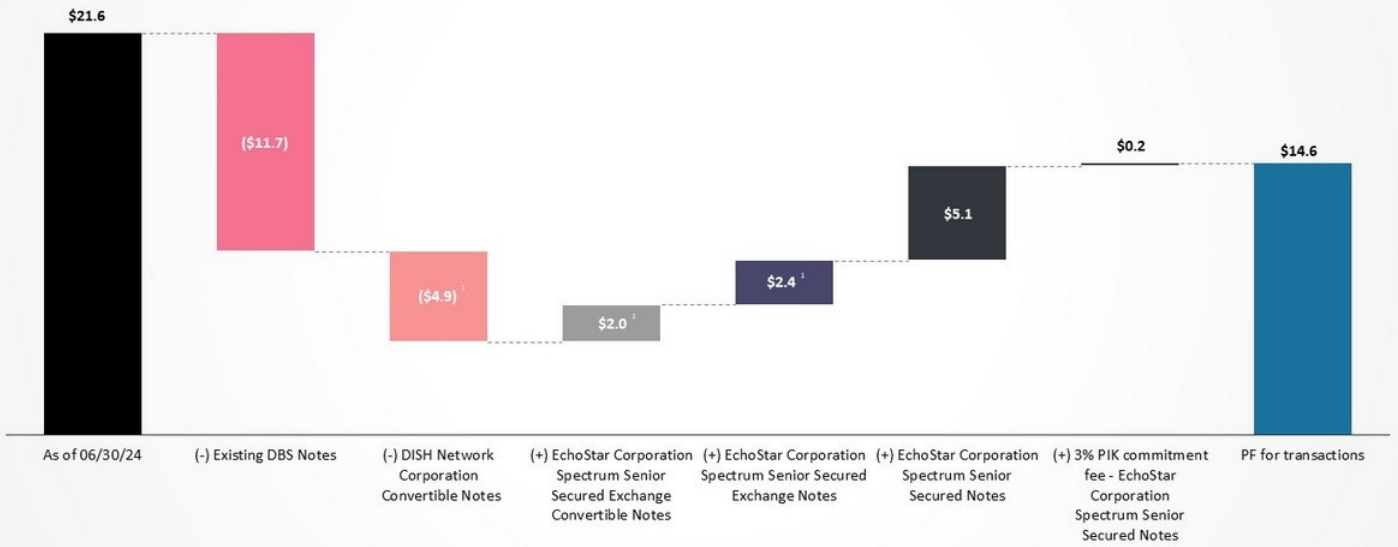 $21.6
($11.7)
($4.9) 1
$2.0 1
$2.4 1
$5.1
$0.2
$14.6
As of 06/30/24
(-) Existing DBS Notes
(-) DISH Network
Corporation
Convertible Notes
(+) EchoStar Corporation
Spectrum Senior
Secured Exchange
Convertible Notes
(+) EchoStar Corporation
Spectrum Senior Secured
Exchange Notes
(+) EchoStar Corporation
Spectrum Senior
Secured Notes
(+) 3% PIK commitment
fee - EchoStar
Corporation
Spectrum Senior
Secured Notes
PF for transactions